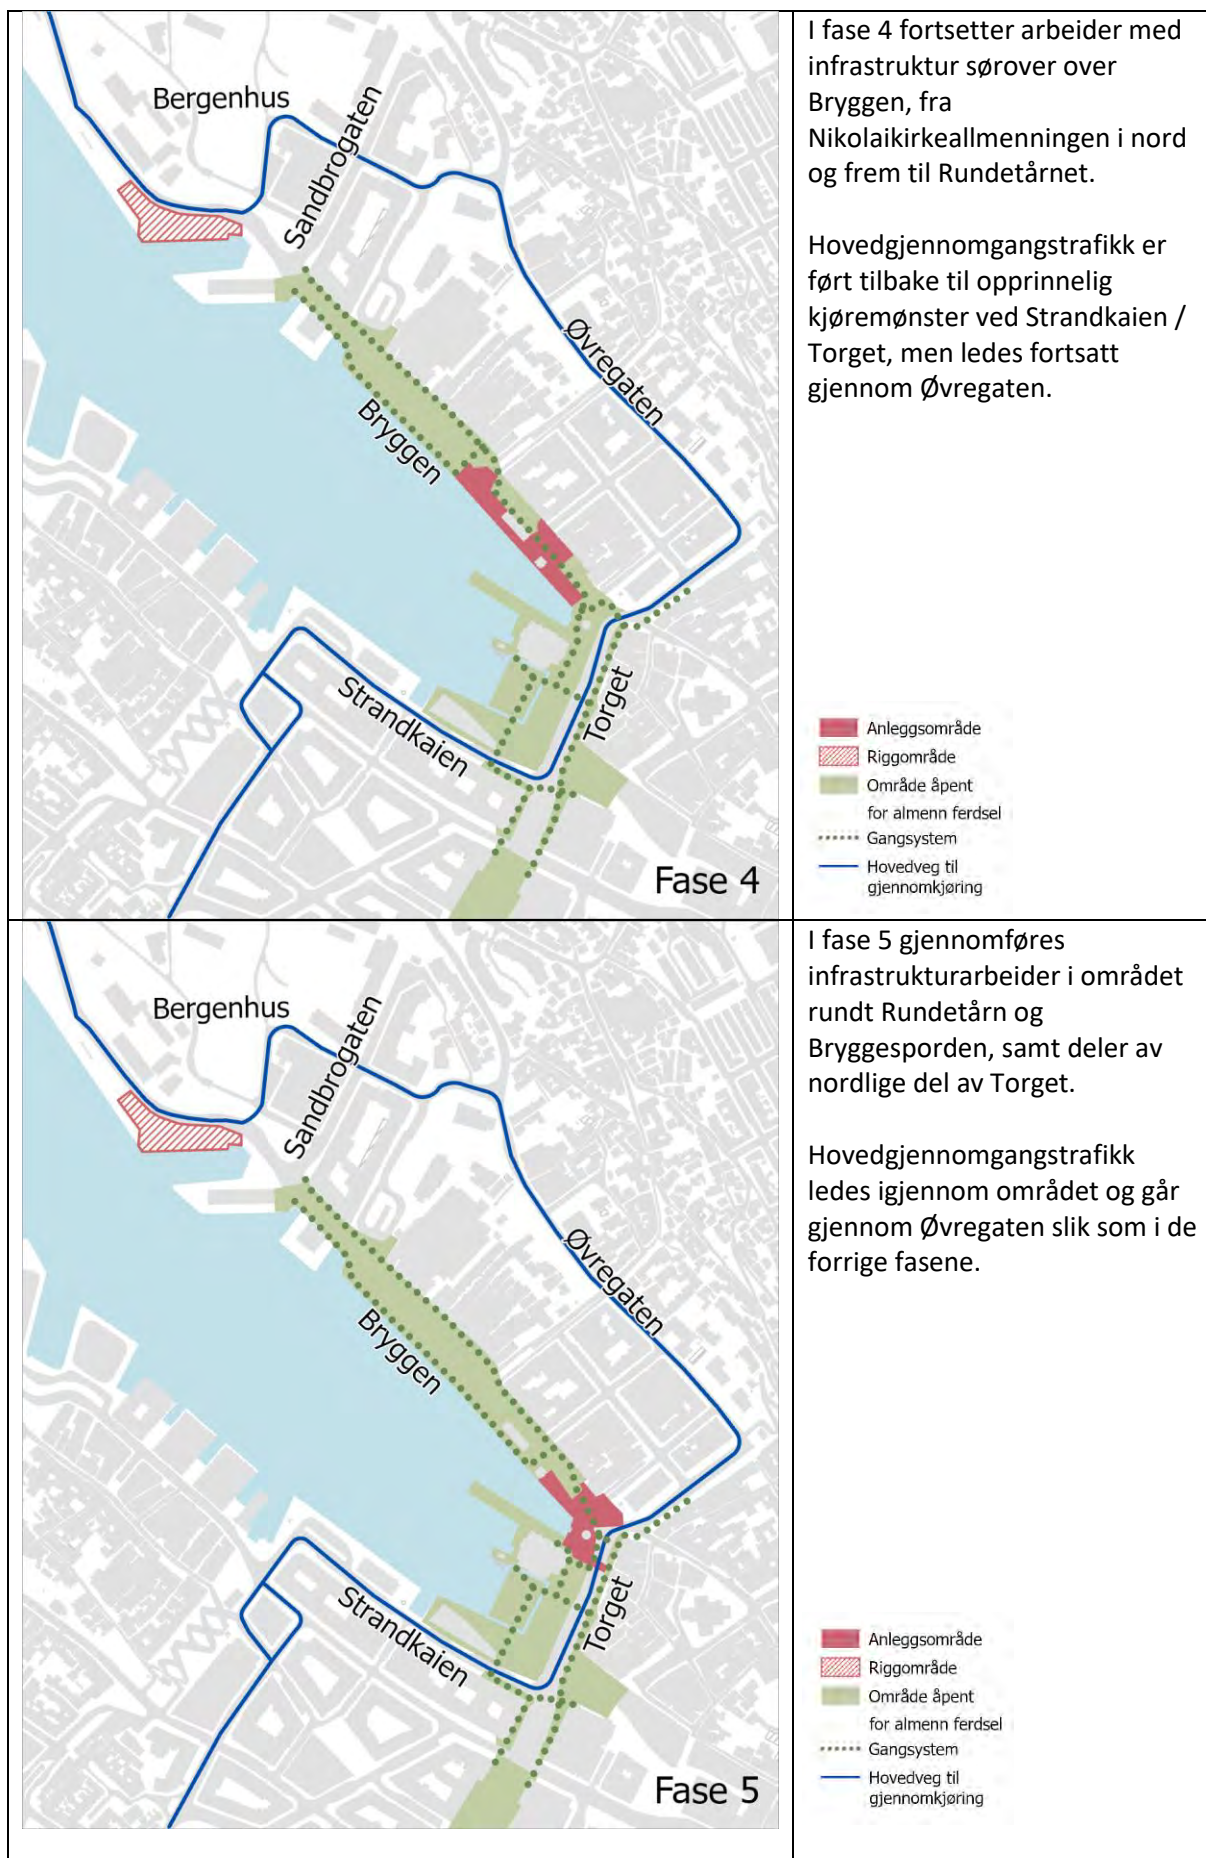 Bergenhus
Sandbrogaten
Øvregaten
Bryggen
Strandkaien
Torget
Fase 4
I fase 4 fortsetter arbeider med
infrastruktur sørover over
Bryggen, fra
Nikolaikirkeallmenningen i nord
og frem til Rundetårnet.
Hovedgjennomgangstrafikk er
ført tilbake til opprinnelig
kjøremønster ved Strandkaien /
Torget, men ledes fortsatt
gjennom Øvregaten.
Anleggsområde
Riggområde
Område åpent
for almenn ferdsel
Gangsystem
Hovedveg til
gjennomkjøring
Bergenhus
Sandbrogaten
Øvregaten
Bryggen
Strandkaien
Torget
Fase 5
I fase 5 gjennomføres
infrastrukturarbeider i området
rundt Rundetårn og
Bryggesporden, samt deler av
nordlige del av Torget.
Hovedgjennomgangstrafikk
ledes igjennom området og går
gjennom Øvregaten slik som i de
forrige fasene.
Anleggsområde
Riggområde
Område åpent
for almenn ferdsel
Gangsystem
Hovedveg til
gjennomkjøring